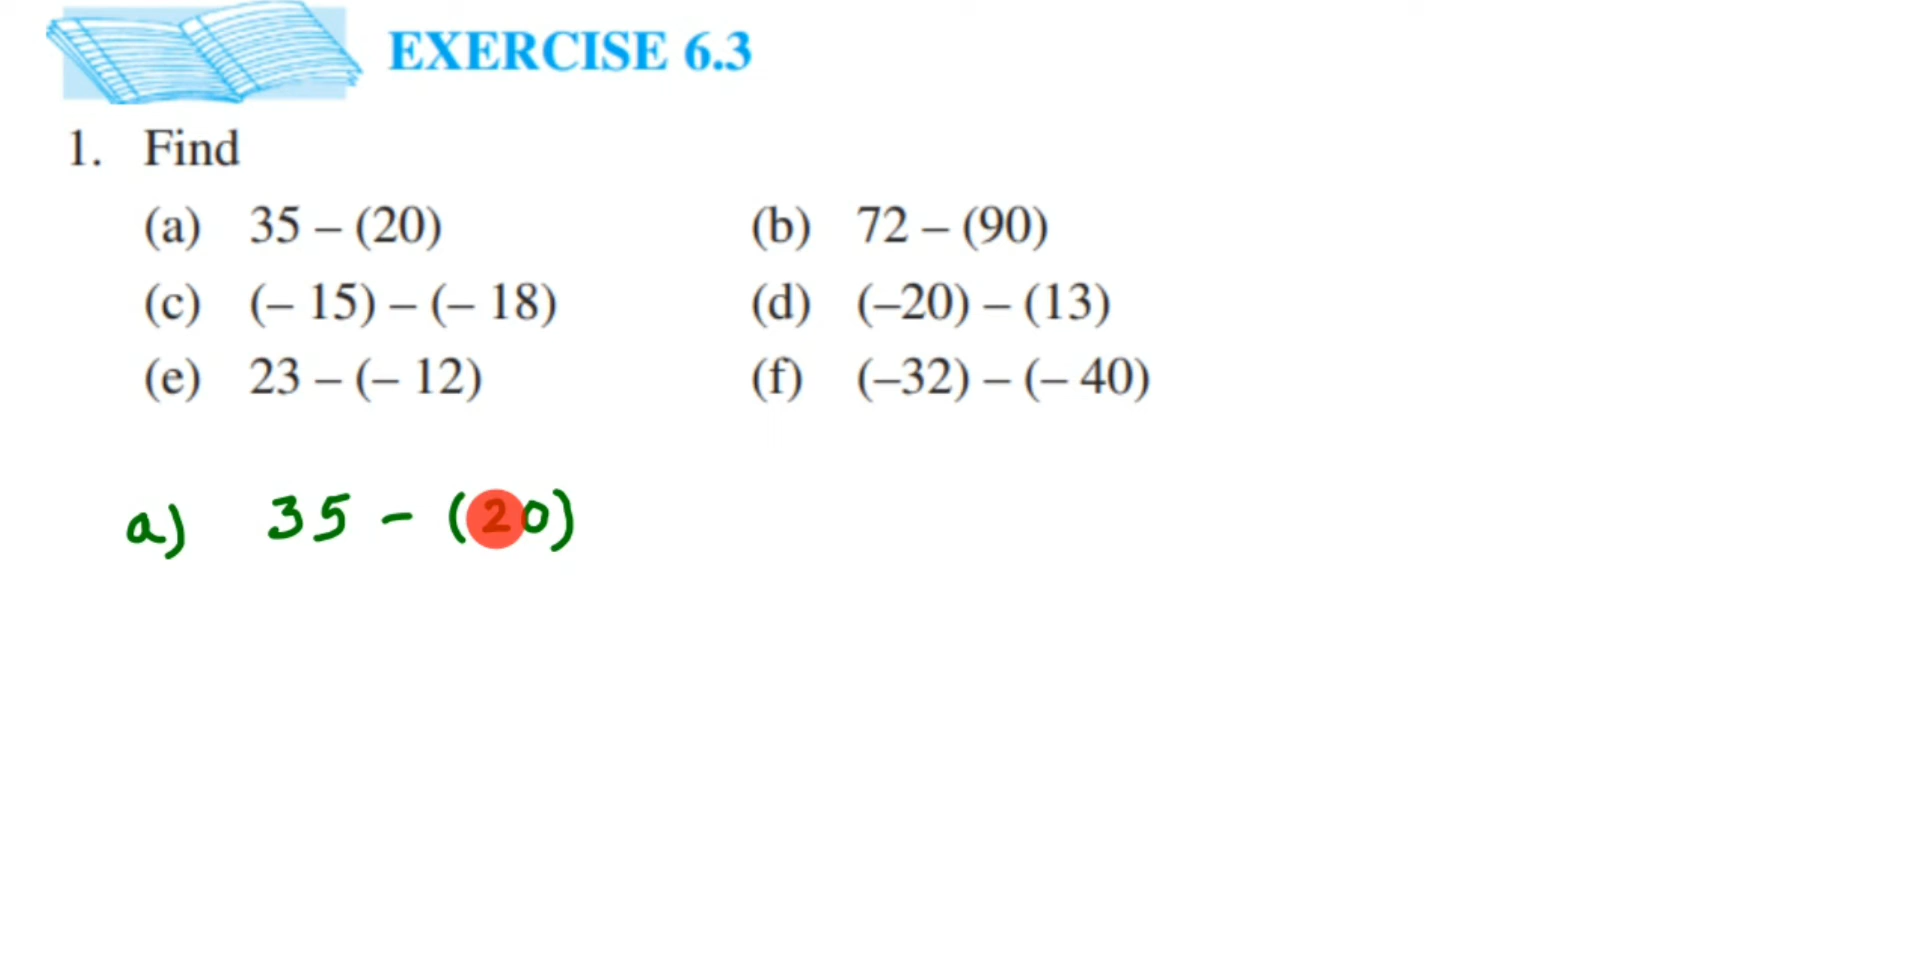 EXERCISE 6.3
1. Find
(a) 35 – (20) (b) 72 – (90)
(c) (– 15) – (– 18) (d) (–20) – (13)
(e) 23 – (– 12) (f) (–32) – (– 40)
a) 35 - (20)